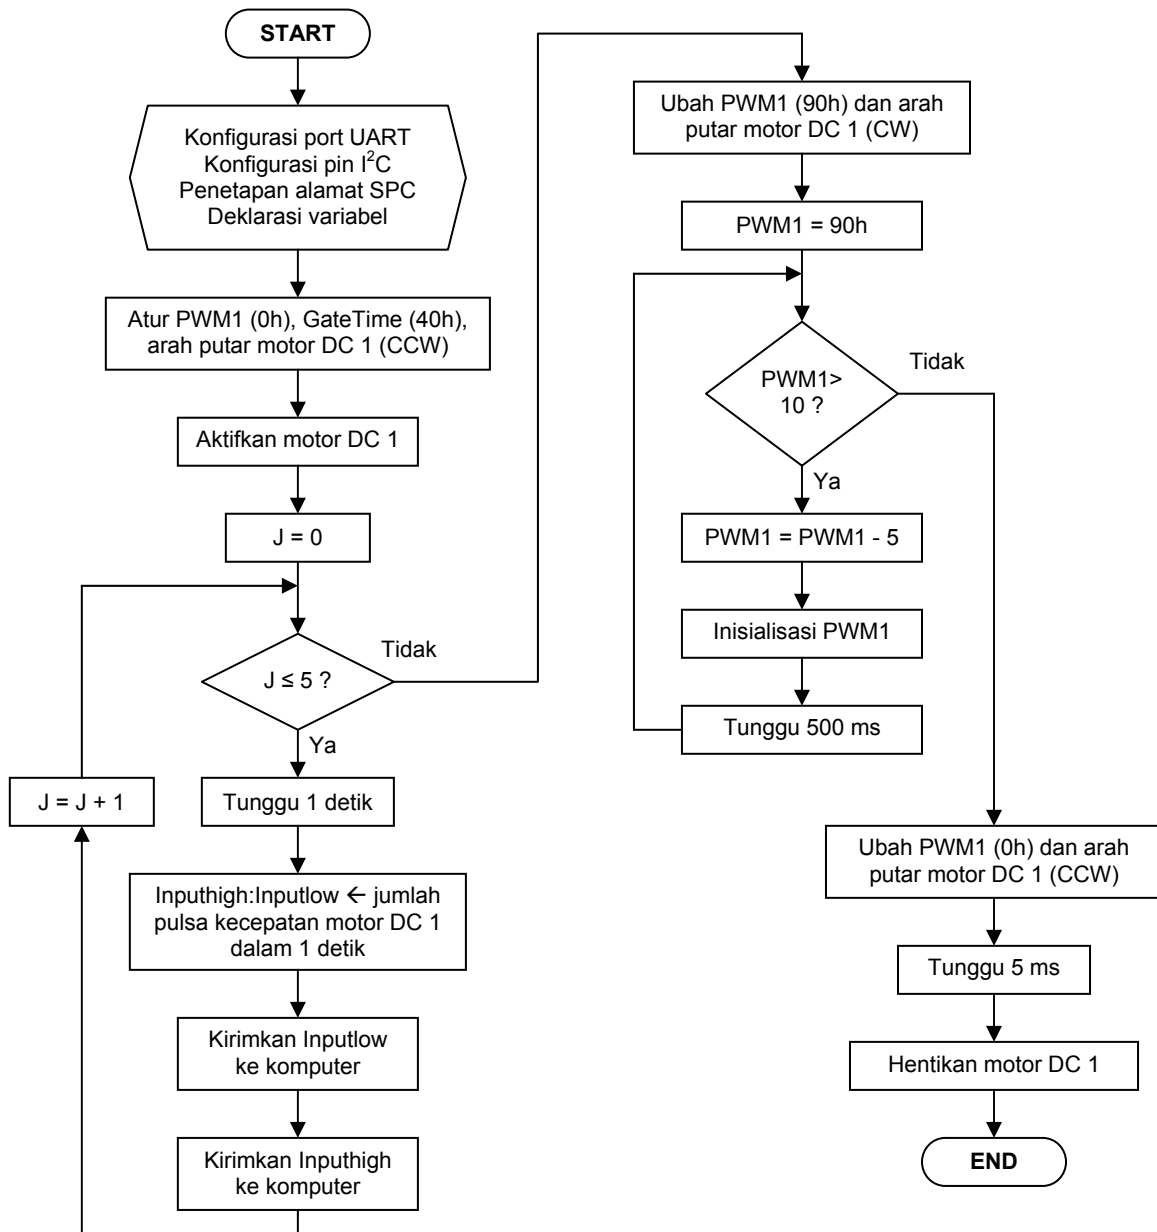 START
Konfigurasi port UART
Konfigurasi pin I²C
Penetapan alamat SPC
Deklarasi variabel
Atur PWM1 (0h), GateTime (40h),
arah putar motor DC 1 (CCW)
Aktifkan motor DC 1
J = 0
J ≤ 5 ?
Tidak
Ya
J = J + 1
Tunggu 1 detik
Inputhigh:Inputlow ← jumlah
pulsa kecepatan motor DC 1
dalam 1 detik
Kirimkan Inputlow
ke komputer
Kirimkan Inputhigh
ke komputer
Ubah PWM1 (90h) dan arah
putar motor DC 1 (CW)
PWM1 = 90h
PWM1>
10 ?
Tidak
Ya
PWM1 = PWM1 - 5
Inisialisasi PWM1
Tunggu 500 ms
Ubah PWM1 (0h) dan arah
putar motor DC 1 (CCW)
Tunggu 5 ms
Hentikan motor DC 1
END